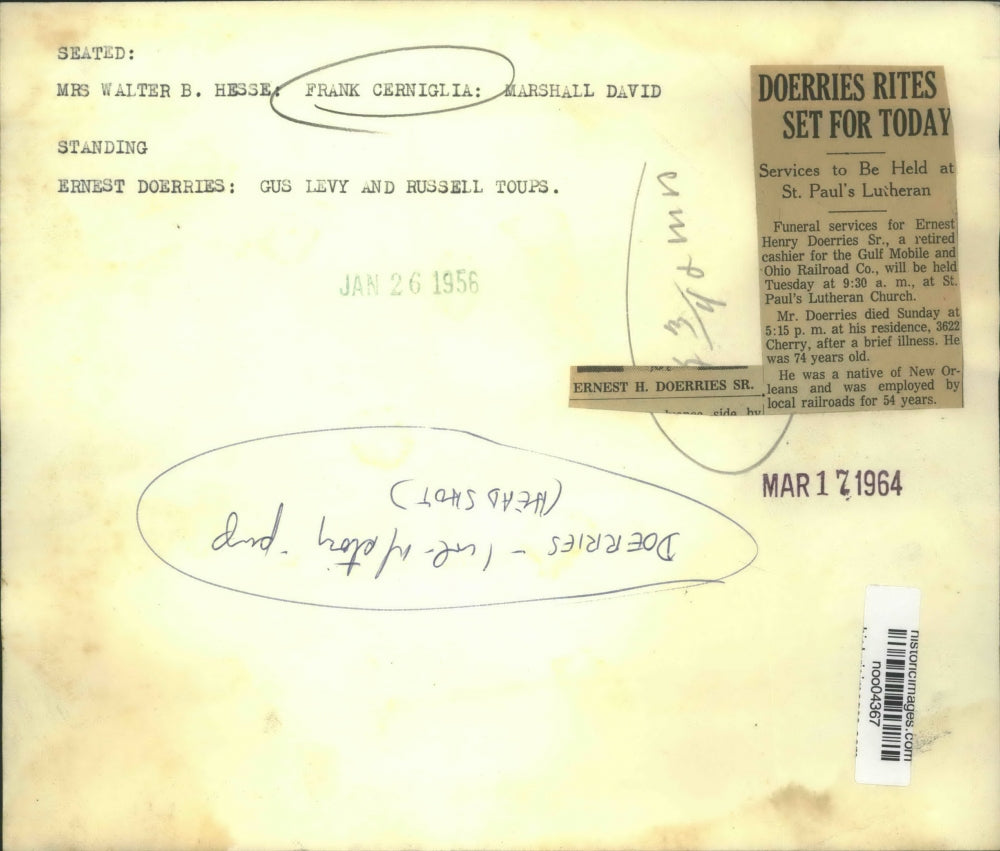 SEATED:
MRS WALTER B. HESSE: FRANK CERNIGLIA: MARSHALL DAVID
STANDING
ERNEST DOERRIES: GUS LEVY AND RUSSELL TOUPS.
JAN 26 1956
DOERRIES RITES
SET FOR TODAY
Services to Be Held at
St. Paul's Lutheran
Funeral services for Ernest
Henry Doerries Sr., a retired
cashier for the Gulf Mobile and
Ohio Railroad Co., will be held
Tuesday at 9:30 a. m., at St.
Paul's Lutheran Church.
Mr. Doerries died Sunday at
5:15 p. m. at his residence, 3622
Cherry, after a brief illness. He
was 74 years old.
He was a native of New Or-
leans and was employed by
local railroads for 54 years.
ERNEST H. DOERRIES SR.
side by
MAR 17 1964
DOERRIES -
(HEAD SHOT)
historicimages.com
noo04367